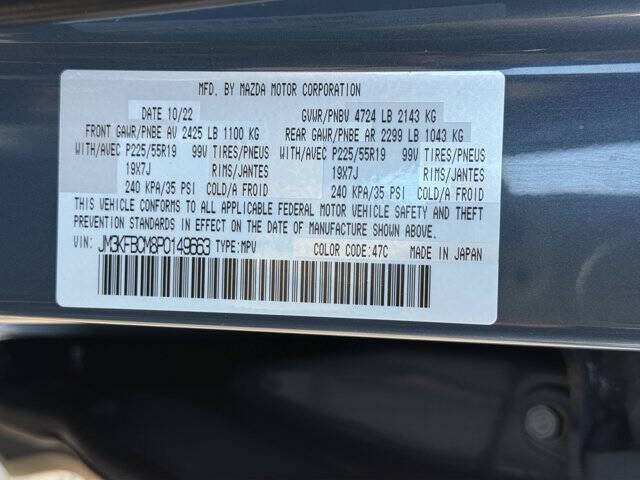 MFD. BY MAZDA MOTOR CORPORATION
DATE 10/22 GVWR/PNBV 4724 LB 2143 KG
FRONT GAWR/PNBE AV 2425 LB 1100 KG REAR GAWR/PNBE AR 2299 LB 1043 KG
WITH/AVEC P225/55R19 99V TIRES/PNEUS WITH/AVEC P225/55R19 99V TIRES/PNEUS
19X7J RIMS/JANTES 19X7J RIMS/JANTES
240 KPA/35 PSI COLD/A FROID 240 KPA/35 PSI COLD/A FROID
THIS VEHICLE CONFORMS TO ALL APPLICABLE FEDERAL MOTOR VEHICLE SAFETY AND THEFT
PREVENTION STANDARDS IN EFFECT ON THE DATE OF MANUFACTURE SHOWN ABOVE.
VIN: JM3KFBCM8P0149663 TYPE:MPV COLOR CODE:47C MADE IN JAPAN